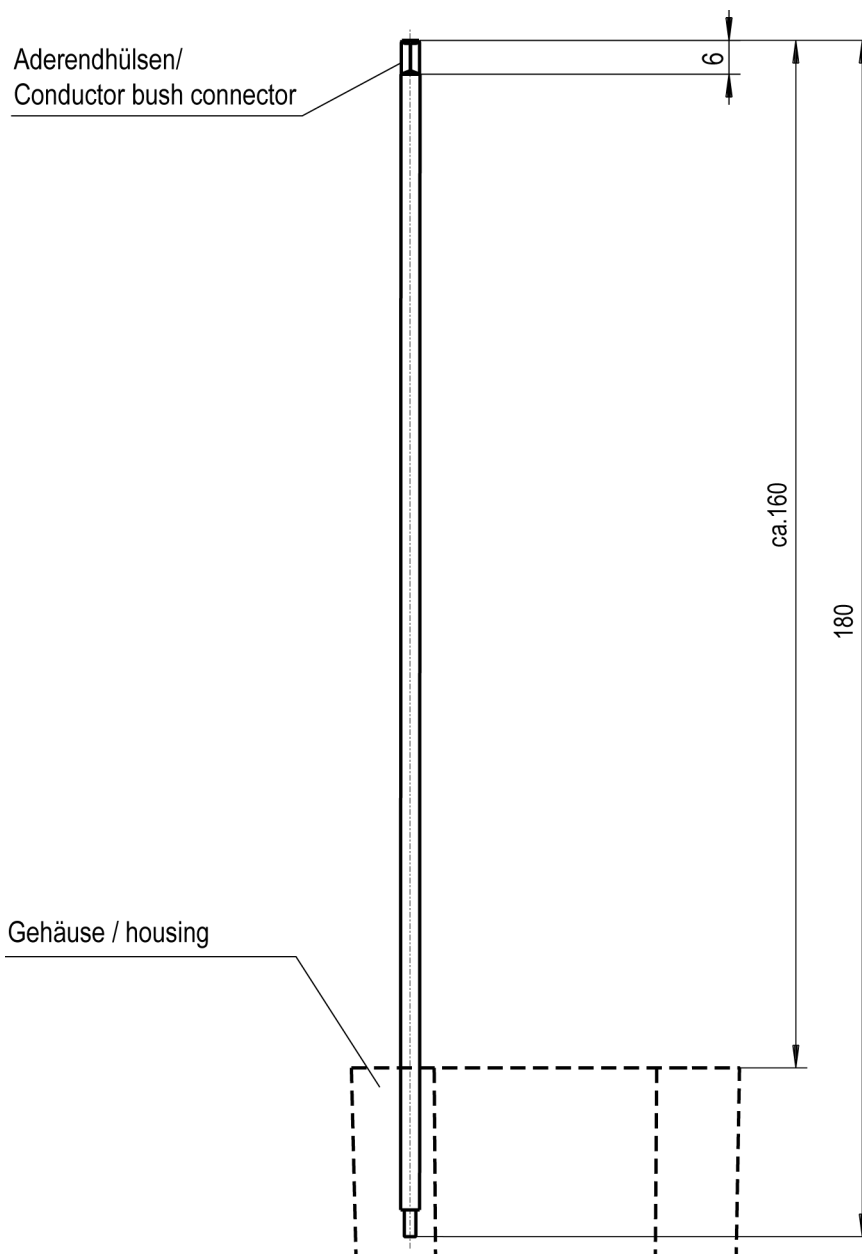 Aderendhülsen/
Conductor bush connector
6
ca.160
180
Gehäuse / housing